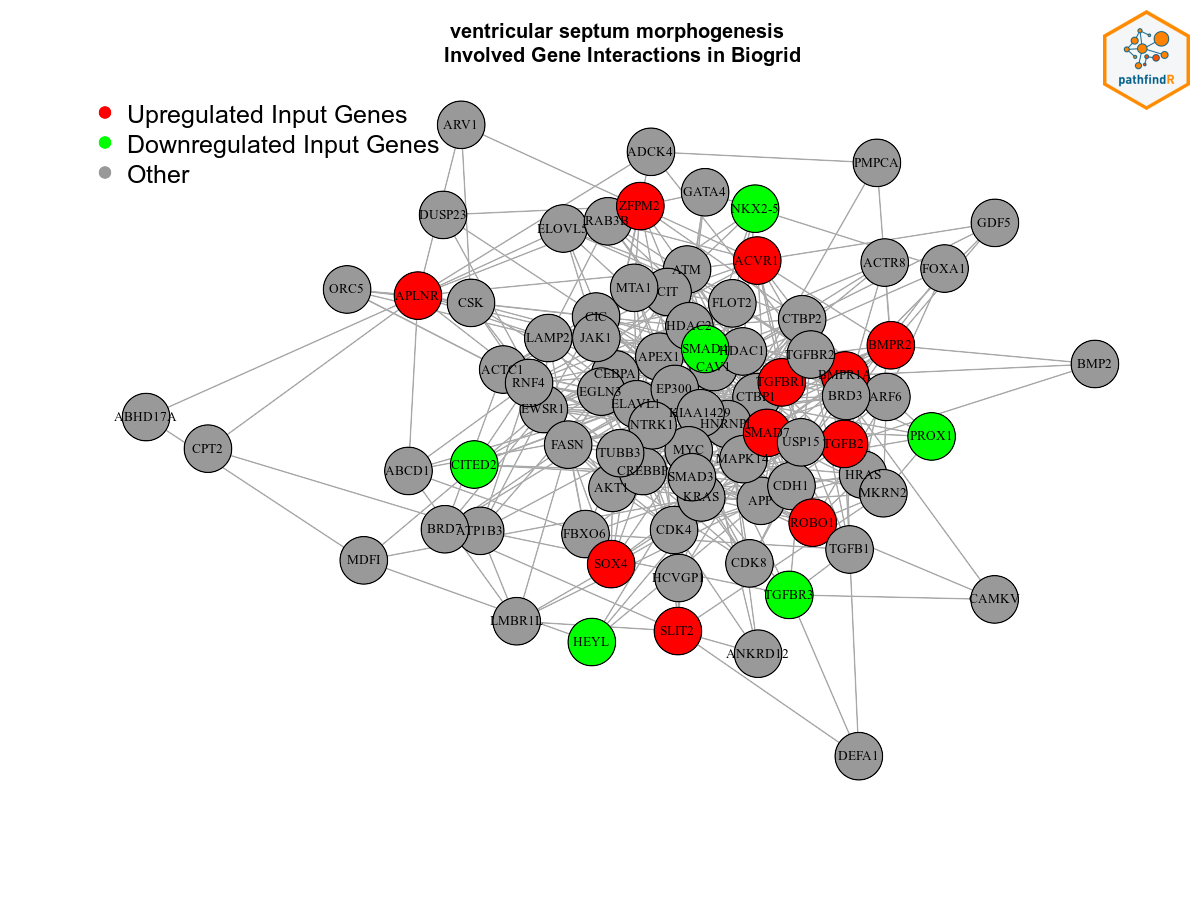 ventricular septum morphogenesis
Involved Gene Interactions in Biogrid
pathfindR
Upregulated Input Genes
Downregulated Input Genes
Other
ARV1
ADCK4
PMPCA
GATA4
ZFPM2
NKX2-5
DUSP23
RAB3B
ELOVL5
GDF5
ACVR1
ACTR8
FOXA1
ATM
ORC5
APLNR
MTA1
CIT
CSK
FLOT2
CIC
CTBP2
HDAC2
LAMP2
JAK1
BMPR2
SMAD4
HDAC1
TGFBR2
APEX1
BMP2
ACTC1
CEBPA
CAV1
RNF4
TGFBR1
BMPR1A
EGLN3
EP300
CTBP1
BRD3
ARF6
ELAVL1
EWSR1
KIAA1429
ABHD17A
NTRK1
HNRNPL
SMAD7
PROX1
FASN
USP15
TGFB2
CPT2
MYC
TUBB3
MAPK14
CITED2
ABCD1
CREBBP
SMAD3
HRAS
AKT1
CDH1
MKRN2
KRAS
APP
ROBO1
BRD7
ATP1B3
CDK4
FBXO6
TGFB1
MDFI
SOX4
CDK8
HCVGP1
TGFBR3
CAMKV
LMBR1L
SLIT2
HEYL
ANKRD12
DEFA1